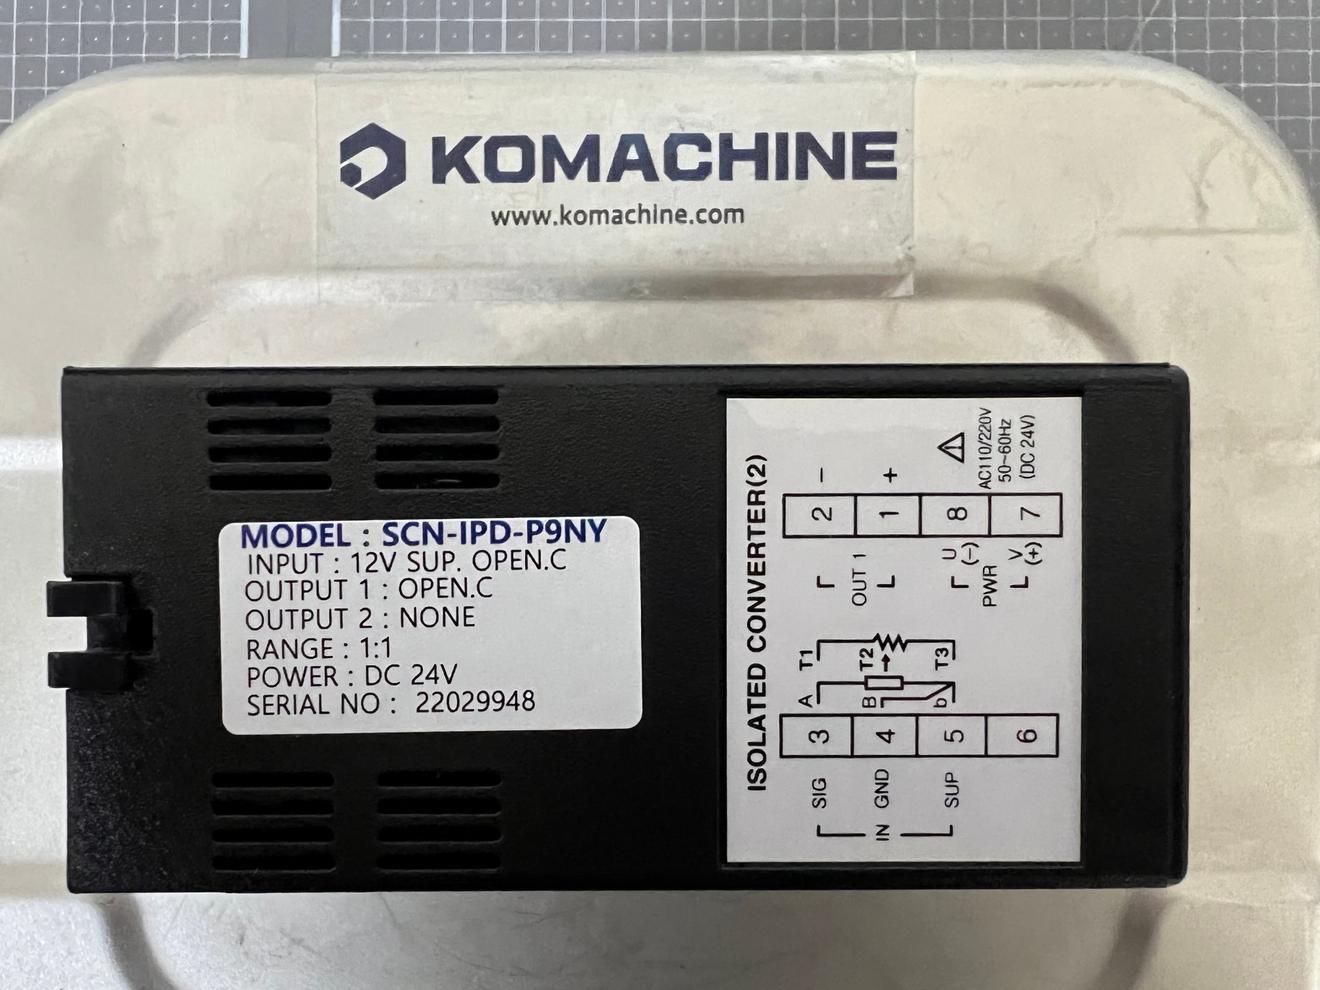 KOMACHINE
www.komachine.com
MODEL : SCN-IPD-P9NY
INPUT : 12V SUP. OPEN.C
OUTPUT 1 : OPEN.C
OUTPUT 2 : NONE
RANGE : 1:1
POWER : DC 24V
SERIAL NO : 22029948
ISOLATED CONVERTER(2)
SIG 3 A T1 OUT 1 2 -
IN GND 4 B T2 1 +
SUP 5 b T3 PWR U (-) 8
6 V (+) 7
AC110/220V
50~60Hz
(DC 24V)